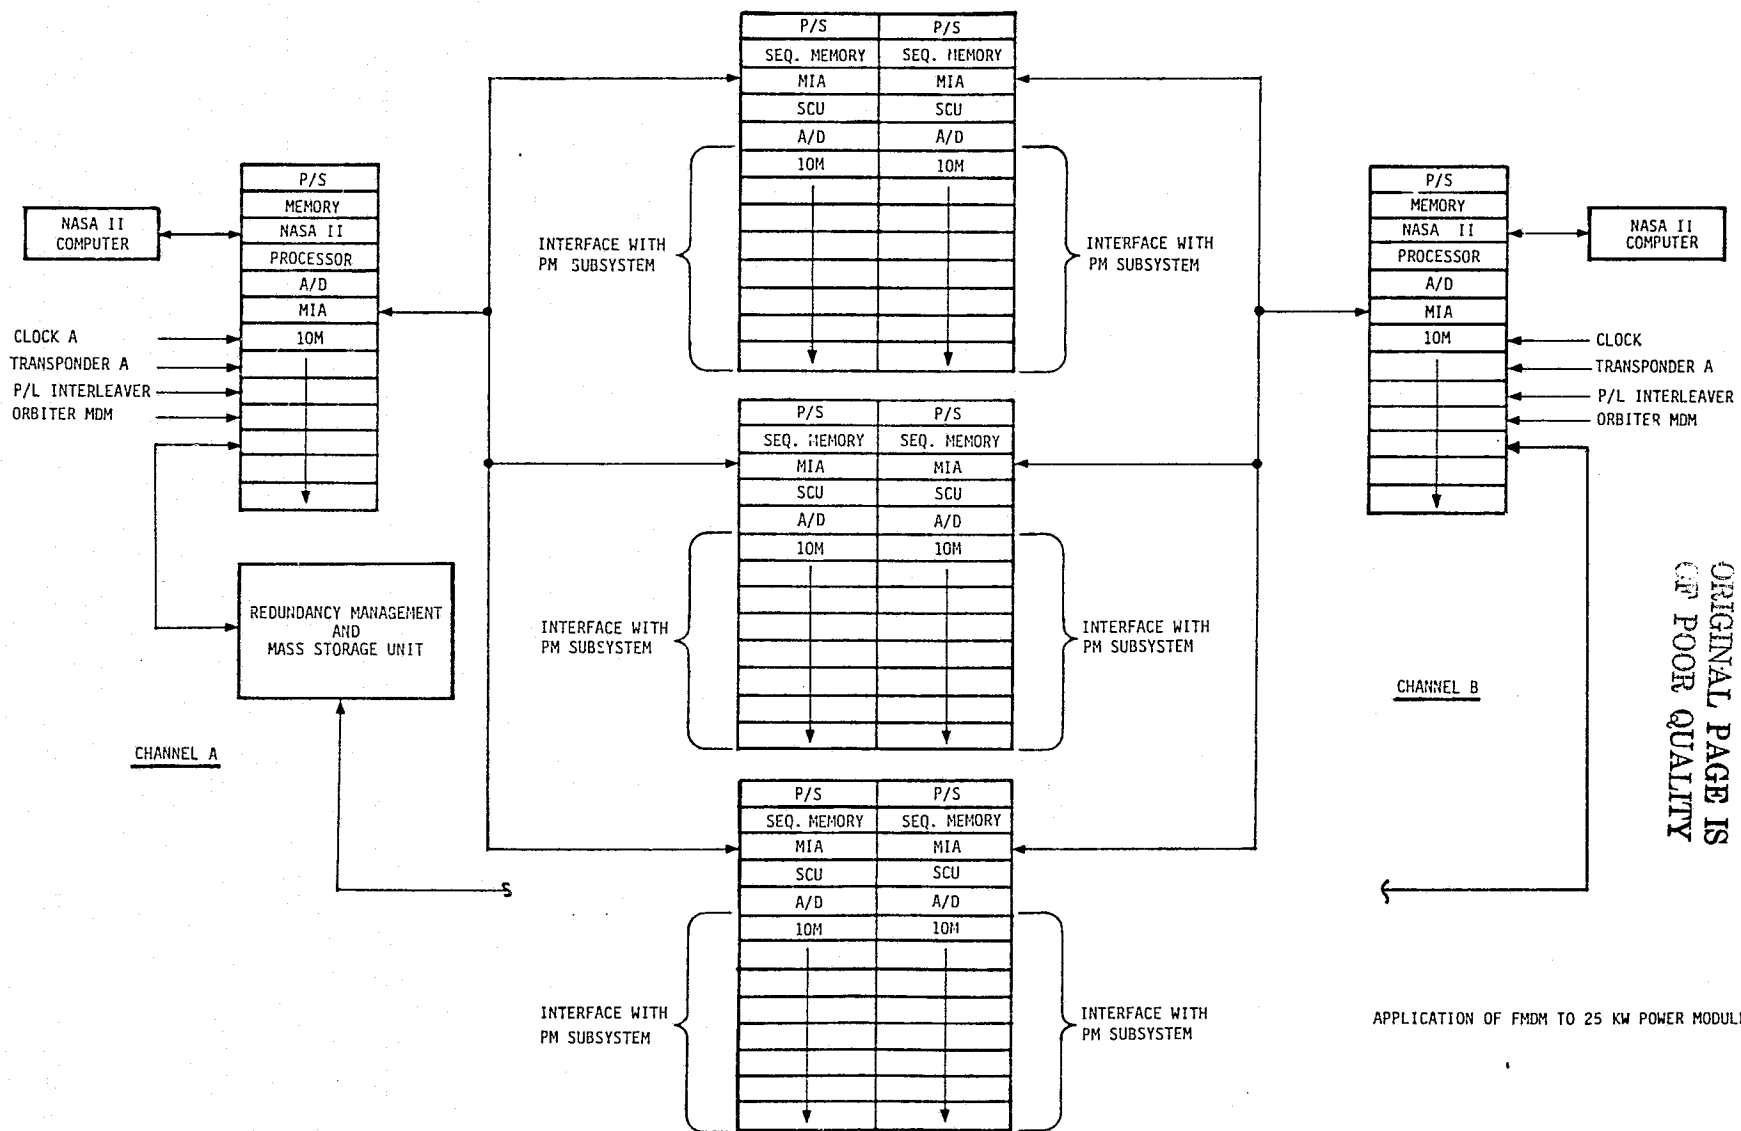 P/S P/S
SEQ. MEMORY SEQ. MEMORY
MIA MIA
SCU SCU
A/D A/D
10M 10M
INTERFACE WITH
PM SUBSYSTEM
INTERFACE WITH
PM SUBSYSTEM
P/S
MEMORY
NASA II
PROCESSOR
A/D
MIA
10M
NASA II
COMPUTER
CLOCK A
TRANSPONDER A
P/L INTERLEAVER
ORBITER MDM
P/S
MEMORY
NASA II
PROCESSOR
A/D
MIA
10M
NASA II
COMPUTER
CLOCK
TRANSPONDER A
P/L INTERLEAVER
ORBITER MDM
P/S P/S
SEQ. MEMORY SEQ. MEMORY
MIA MIA
SCU SCU
A/D A/D
10M 10M
INTERFACE WITH
PM SUBSYSTEM
INTERFACE WITH
PM SUBSYSTEM
REDUNDANCY MANAGEMENT
AND
MASS STORAGE UNIT
CHANNEL A
CHANNEL B
P/S P/S
SEQ. MEMORY SEQ. MEMORY
MIA MIA
SCU SCU
A/D A/D
10M 10M
INTERFACE WITH
PM SUBSYSTEM
INTERFACE WITH
PM SUBSYSTEM
ORIGINAL PAGE IS
OF POOR QUALITY
APPLICATION OF FMDM TO 25 KW POWER MODULE